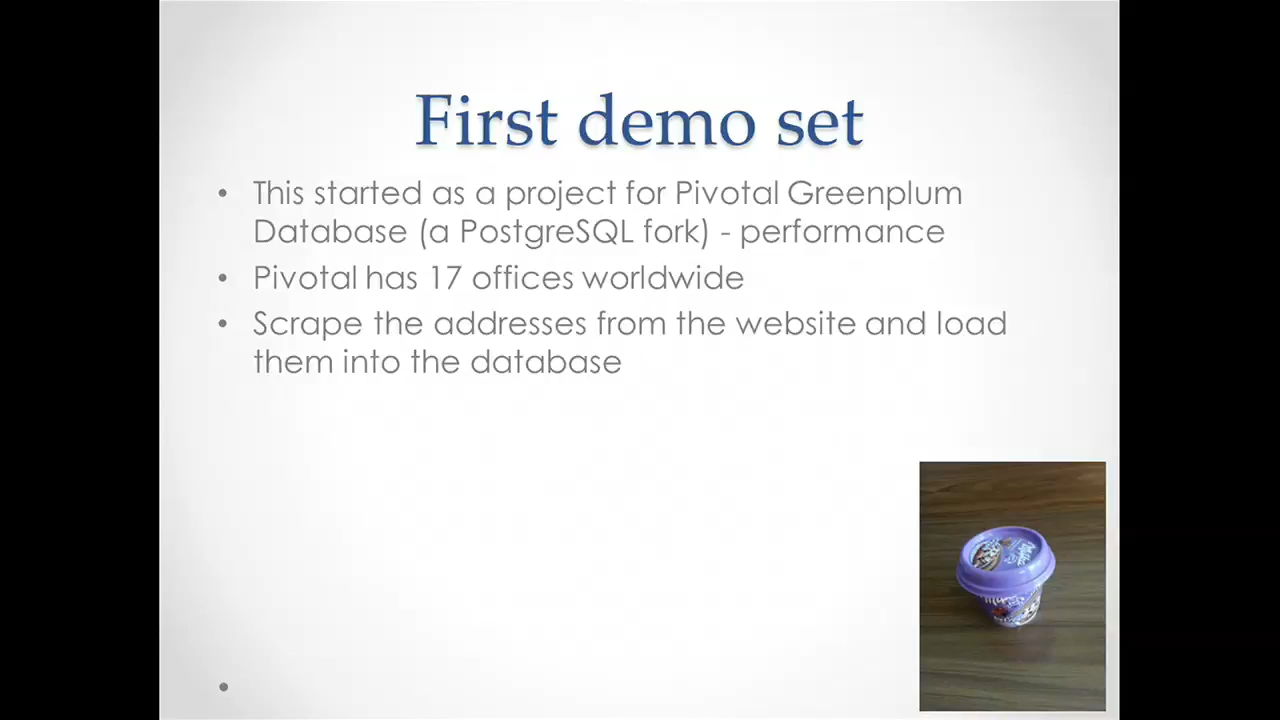 First demo set
• This started as a project for Pivotal Greenplum
Database (a PostgreSQL fork) - performance
• Pivotal has 17 offices worldwide
• Scrape the addresses from the website and load
them into the database
•